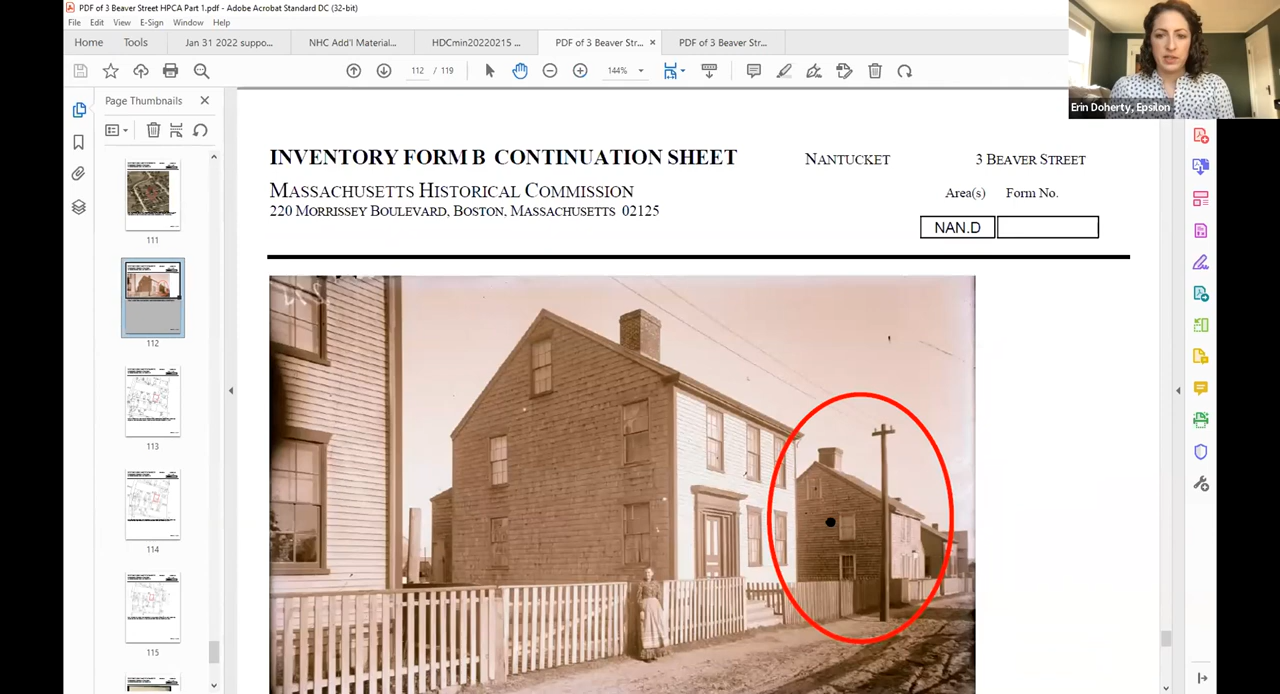 PDF of 3 Beaver Street HPCA Part 1.pdf - Adobe Acrobat Standard DC (32-bit)
File Edit View E-Sign Window Help
Home Tools Jan 31 2022 suppo... NHC Add'l Material... HDCmin20220215 ... PDF of 3 Beaver Str... × PDF of 3 Beaver Str...
112 / 119 144%
Erin Doherty, Epsilon
Page Thumbnails ×
111
112
113
114
115
INVENTORY FORM B CONTINUATION SHEET NANTUCKET 3 BEAVER STREET
MASSACHUSETTS HISTORICAL COMMISSION Area(s) Form No.
220 MORRISSEY BOULEVARD, BOSTON, MASSACHUSETTS 02125
NAN.D